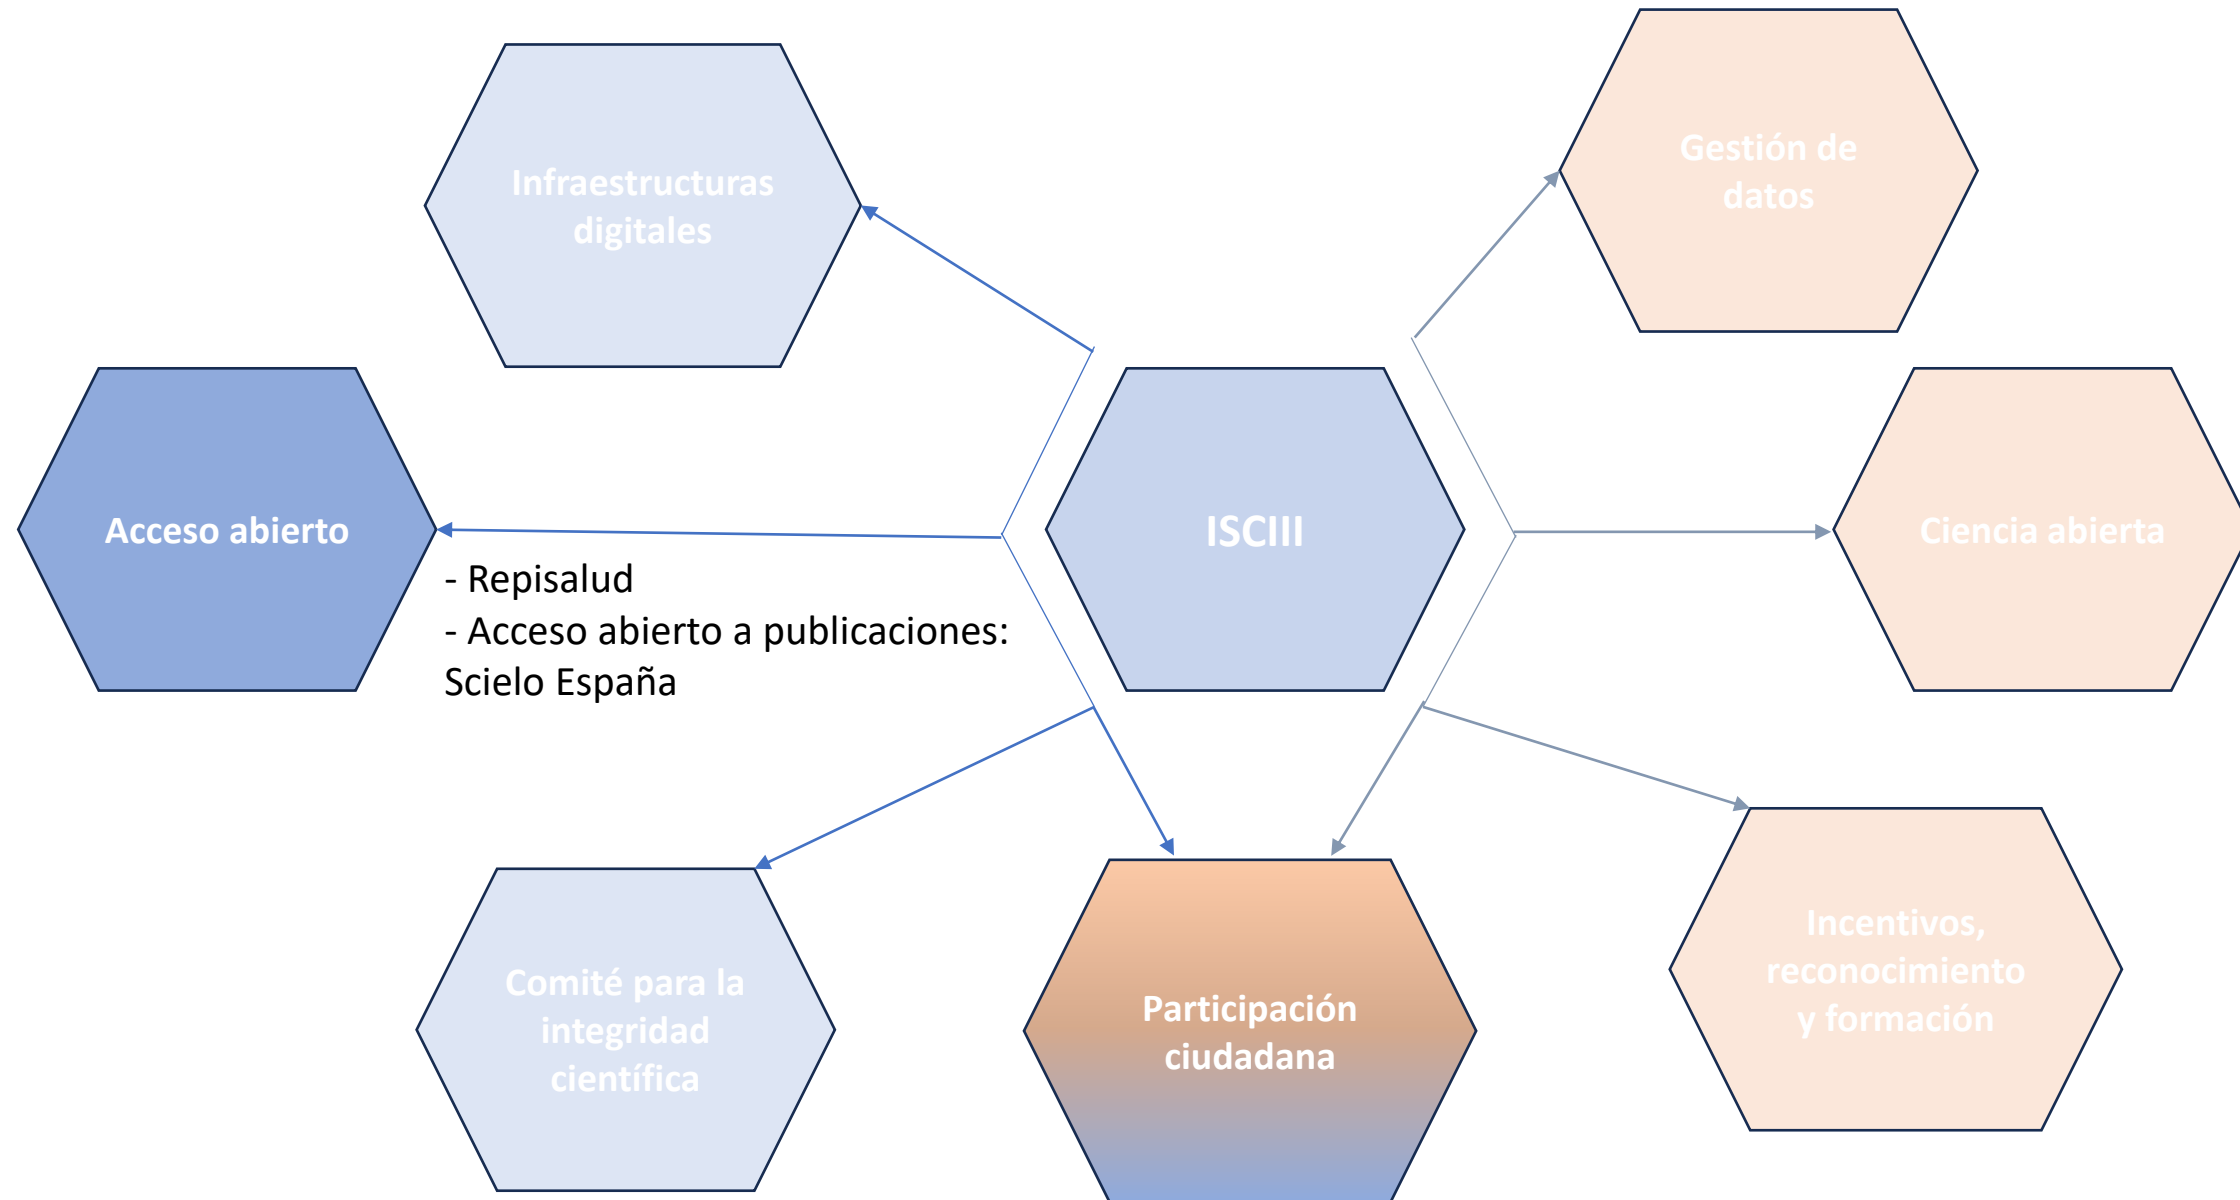 Infraestructuras
digitales
Gestión de
datos
Acceso abierto
- Repisalud
- Acceso abierto a publicaciones:
Scielo España
ISCIII
Ciencia abierta
Comité para la
integridad
científica
Participación
ciudadana
Incentivos,
reconocimiento
y formación